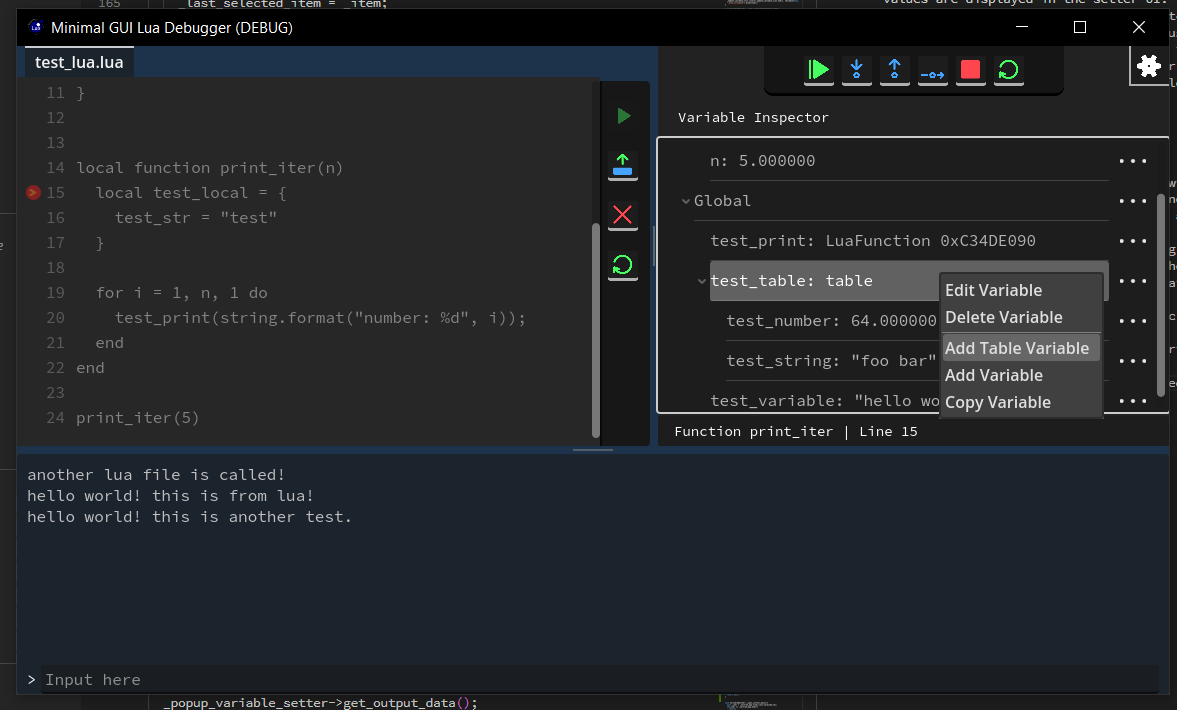 165 _last_selected_item = _item;
values are displayed in the setter UI.
Minimal GUI Lua Debugger (DEBUG)
test_lua.lua
11 }
12
13
14 local function print_iter(n)
15   local test_local = {
16     test_str = "test"
17   }
18
19   for i = 1, n, 1 do
20     test_print(string.format("number: %d", i));
21   end
22 end
23
24 print_iter(5)
Variable Inspector
n: 5.000000
Global
test_print: LuaFunction 0xC34DE090
test_table: table
test_number: 64.000000
test_string: "foo bar"
test_variable: "hello wo
Edit Variable
Delete Variable
Add Table Variable
Add Variable
Copy Variable
Function print_iter | Line 15
another lua file is called!
hello world! this is from lua!
hello world! this is another test.
> Input here
_popup_variable_setter->get_output_data();